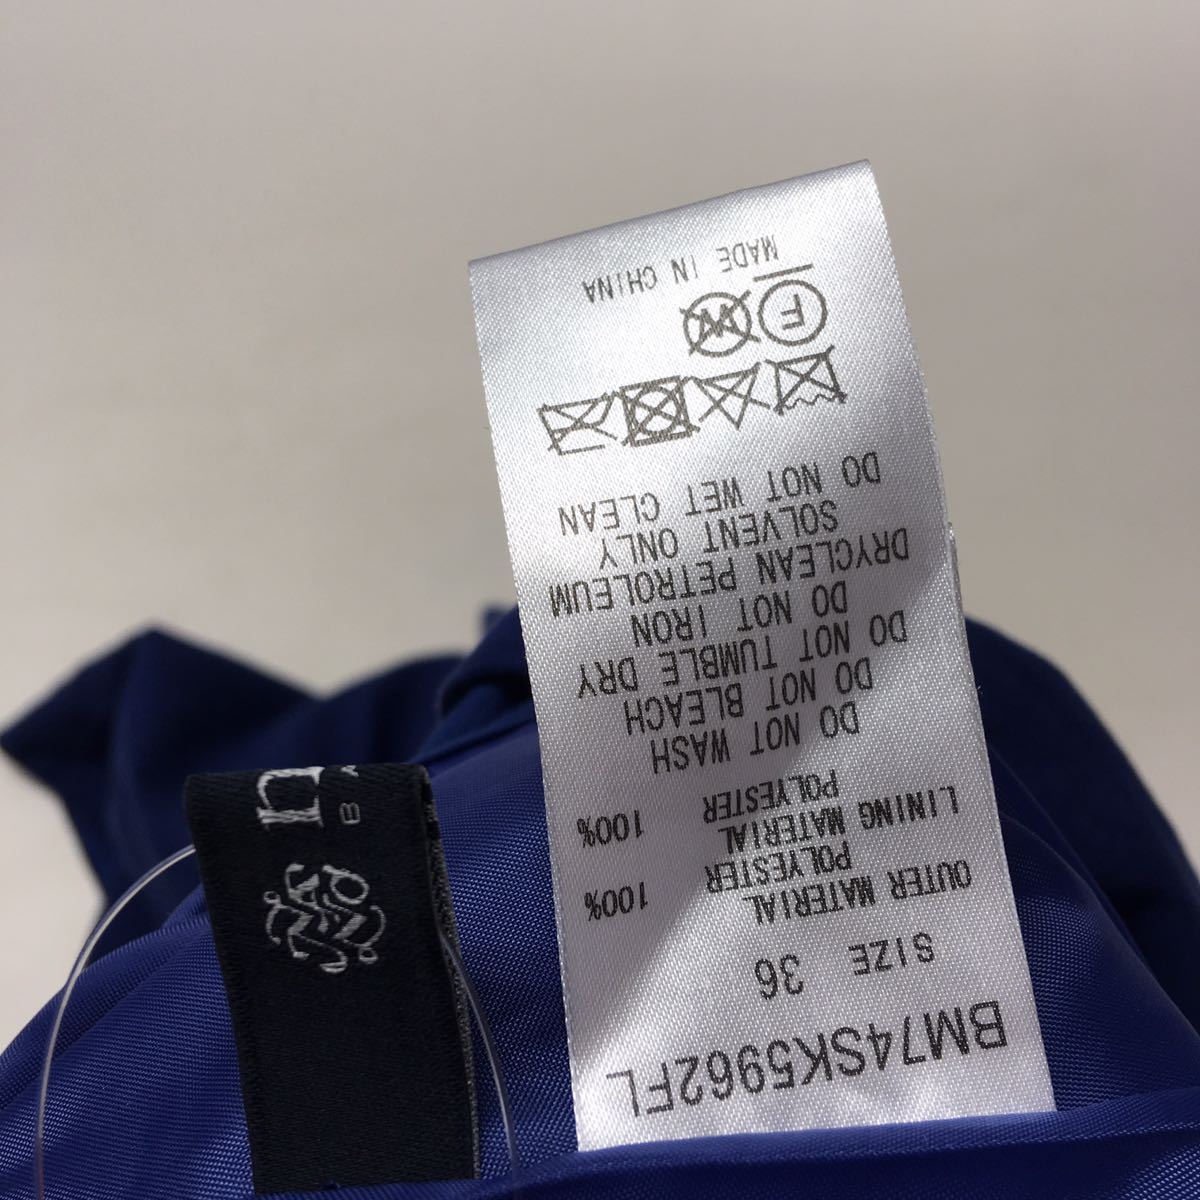 BM74SK5962FL
SIZE 36
OUTER MATERIAL
POLYESTER 100%
LINING MATERIAL
POLYESTER 100%
DO NOT WASH
DO NOT BLEACH
DO NOT TUMBLE DRY
DO NOT IRON
DRYCLEAN PETROLEUM
SOLVENT ONLY
DO NOT WET CLEAN
F W
MADE IN CHINA